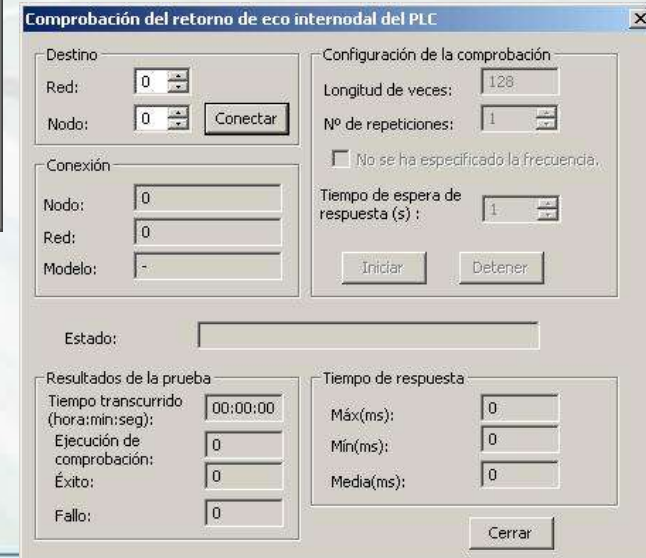 Comprobación del retorno de eco internodal del PLC
Destino
Red: 0
Nodo: 0 Conectar
Conexión
Nodo: 0
Red: 0
Modelo: -
Configuración de la comprobación
Longitud de veces: 128
Nº de repeticiones: 1
No se ha especificado la frecuencia.
Tiempo de espera de
respuesta (s) : 1
Iniciar Detener
Estado:
Resultados de la prueba
Tiempo transcurrido
(hora:min:seg): 00:00:00
Ejecución de
comprobación: 0
Éxito: 0
Fallo: 0
Tiempo de respuesta
Máx(ms): 0
Mín(ms): 0
Media(ms): 0
Cerrar